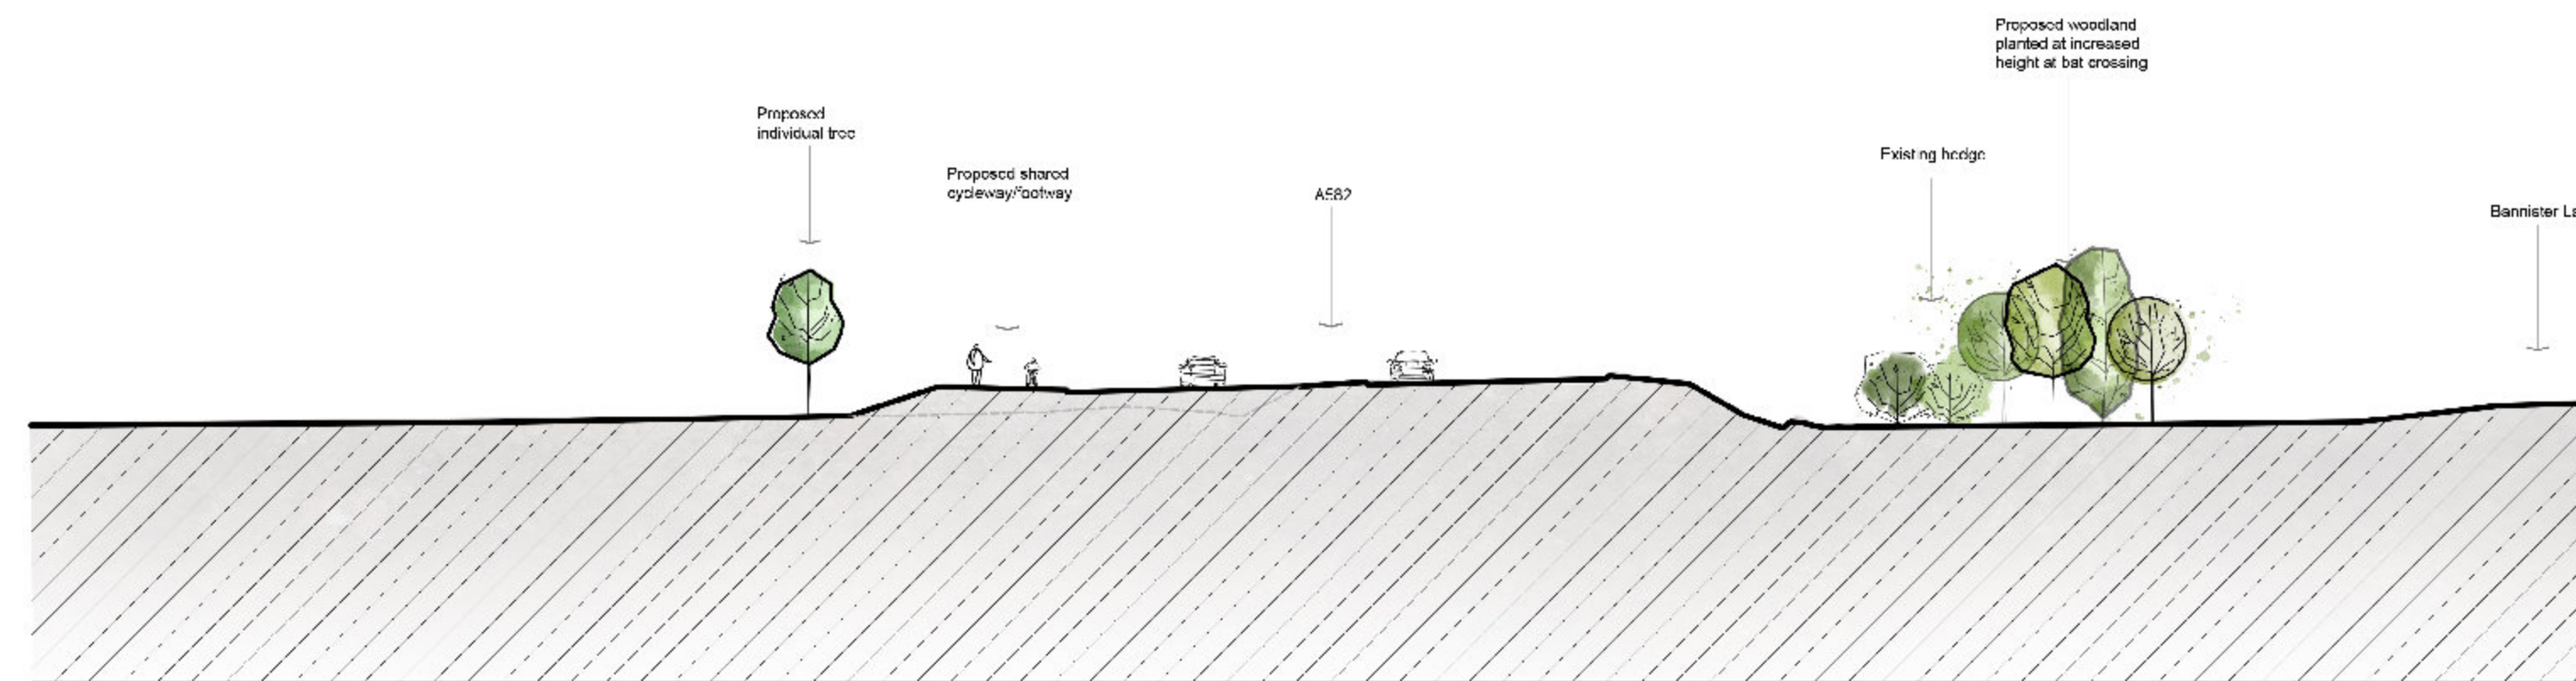 Proposed woodland
planted at increased
height at bat crossing
Proposed
individual tree
Existing hedge
Proposed shared
cycleway/footway
A582
Bannister